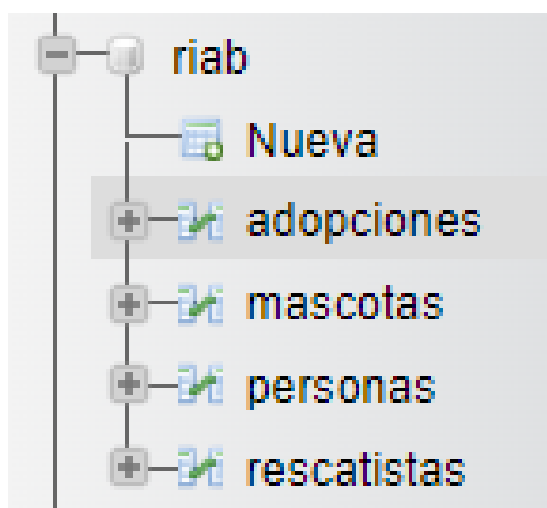 riab
Nueva
adopciones
mascotas
personas
rescatistas